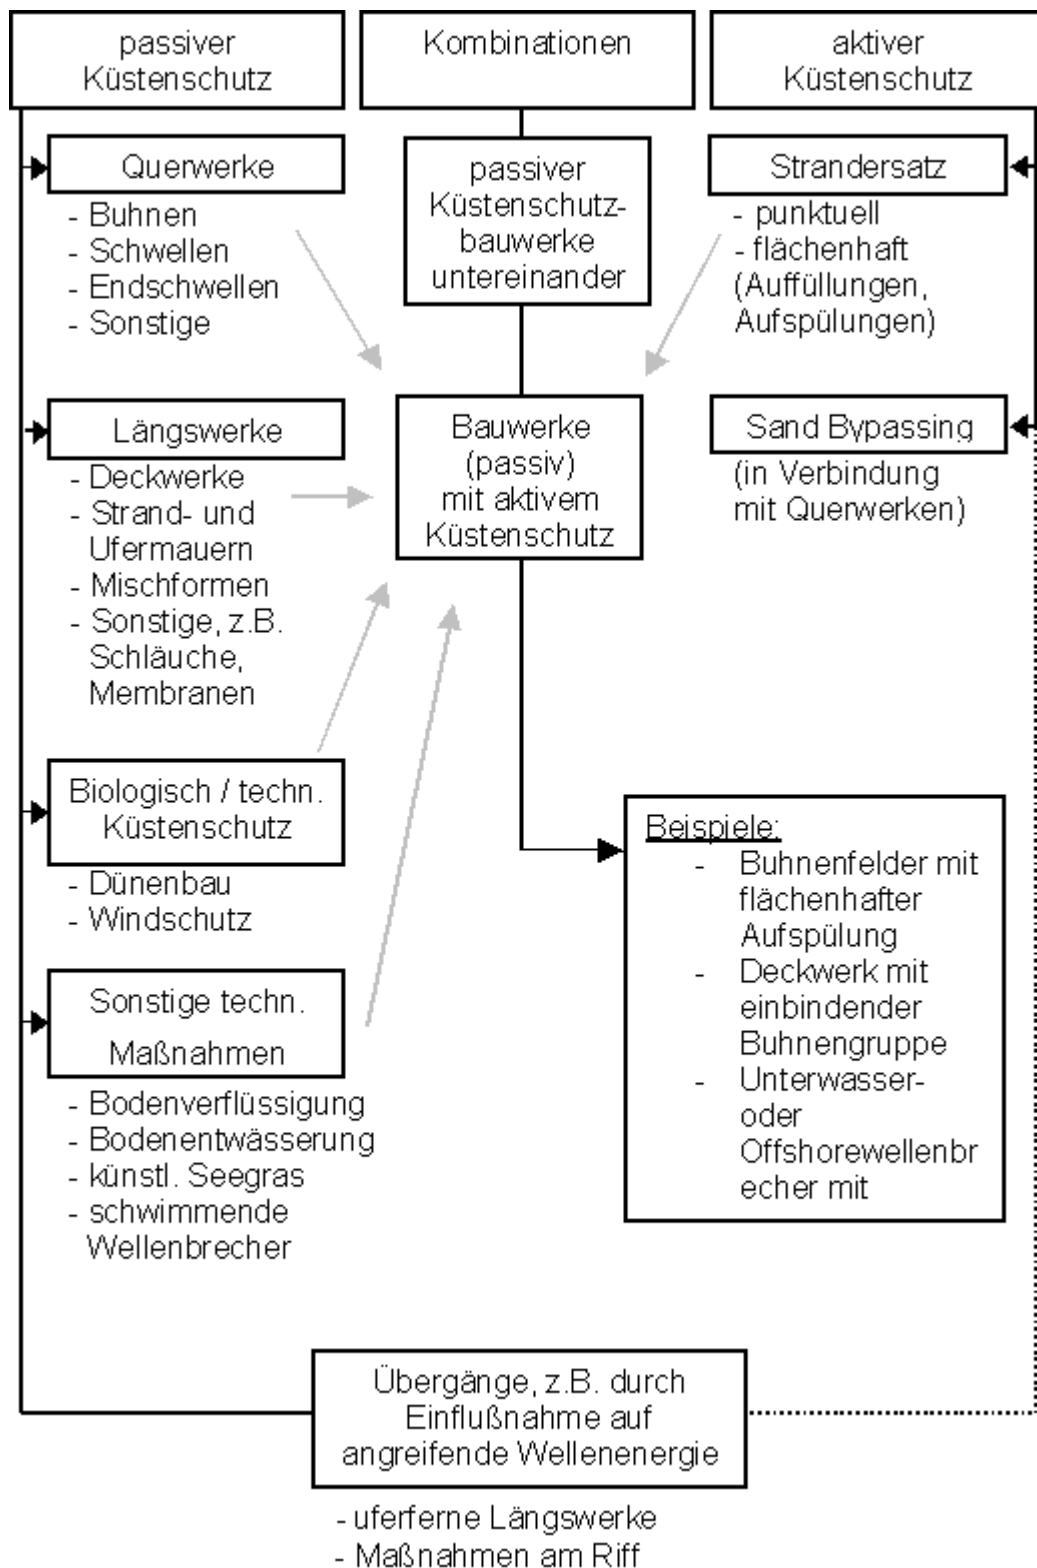 passiver
Küstenschutz
Kombinationen
aktiver
Küstenschutz
Querwerke
- Buhnen
- Schwellen
- Endschwellen
- Sonstige
Längswerke
- Deckwerke
- Strand- und
Ufermauern
- Mischformen
- Sonstige, z.B.
Schläuche,
Membranen
Biologisch / techn.
Küstenschutz
- Dünenbau
- Windschutz
Sonstige techn.
Maßnahmen
- Bodenverflüssigung
- Bodenentwässerung
- künstl. Seegras
- schwimmende
Wellenbrecher
passiver
Küstenschutz-
bauwerke
untereinander
Bauwerke
(passiv)
mit aktivem
Küstenschutz
Strandersatz
- punktuell
- flächenhaft
(Auffüllungen,
Aufspülungen)
Sand Bypassing
(in Verbindung
mit Querwerken)
Beispiele:
- Buhnenfelder mit
flächenhafter
Aufspülung
- Deckwerk mit
einbindender
Buhnengruppe
- Unterwasser-
oder
Offshorewellenbr
echer mit
Übergänge, z.B. durch
Einflußnahme auf
angreifende Wellenenergie
- uferferne Längswerke
- Maßnahmen am Riff